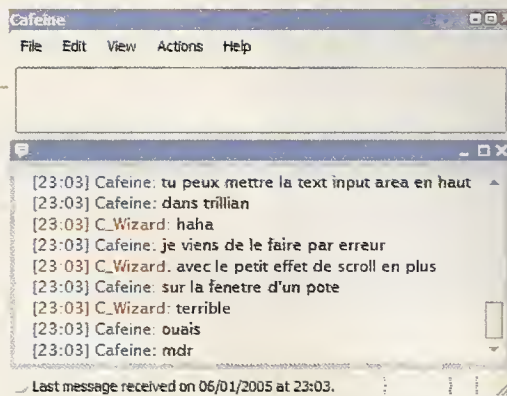 Cafeine
File Edit View Actions Help
[23:03] Cafeine: tu peux mettre la text input area en haut
[23:03] Cafeine: dans trillian
[23:03] C_Wizard: haha
[23:03] Cafeine: je viens de le faire par erreur
[23:03] C_Wizard: avec le petit effet de scroll en plus
[23:03] Cafeine: sur la fenetre d'un pote
[23:03] C_Wizard: terrible
[23:03] Cafeine: ouais
[23:03] Cafeine: mdr
Last message received on 06/01/2005 at 23:03.